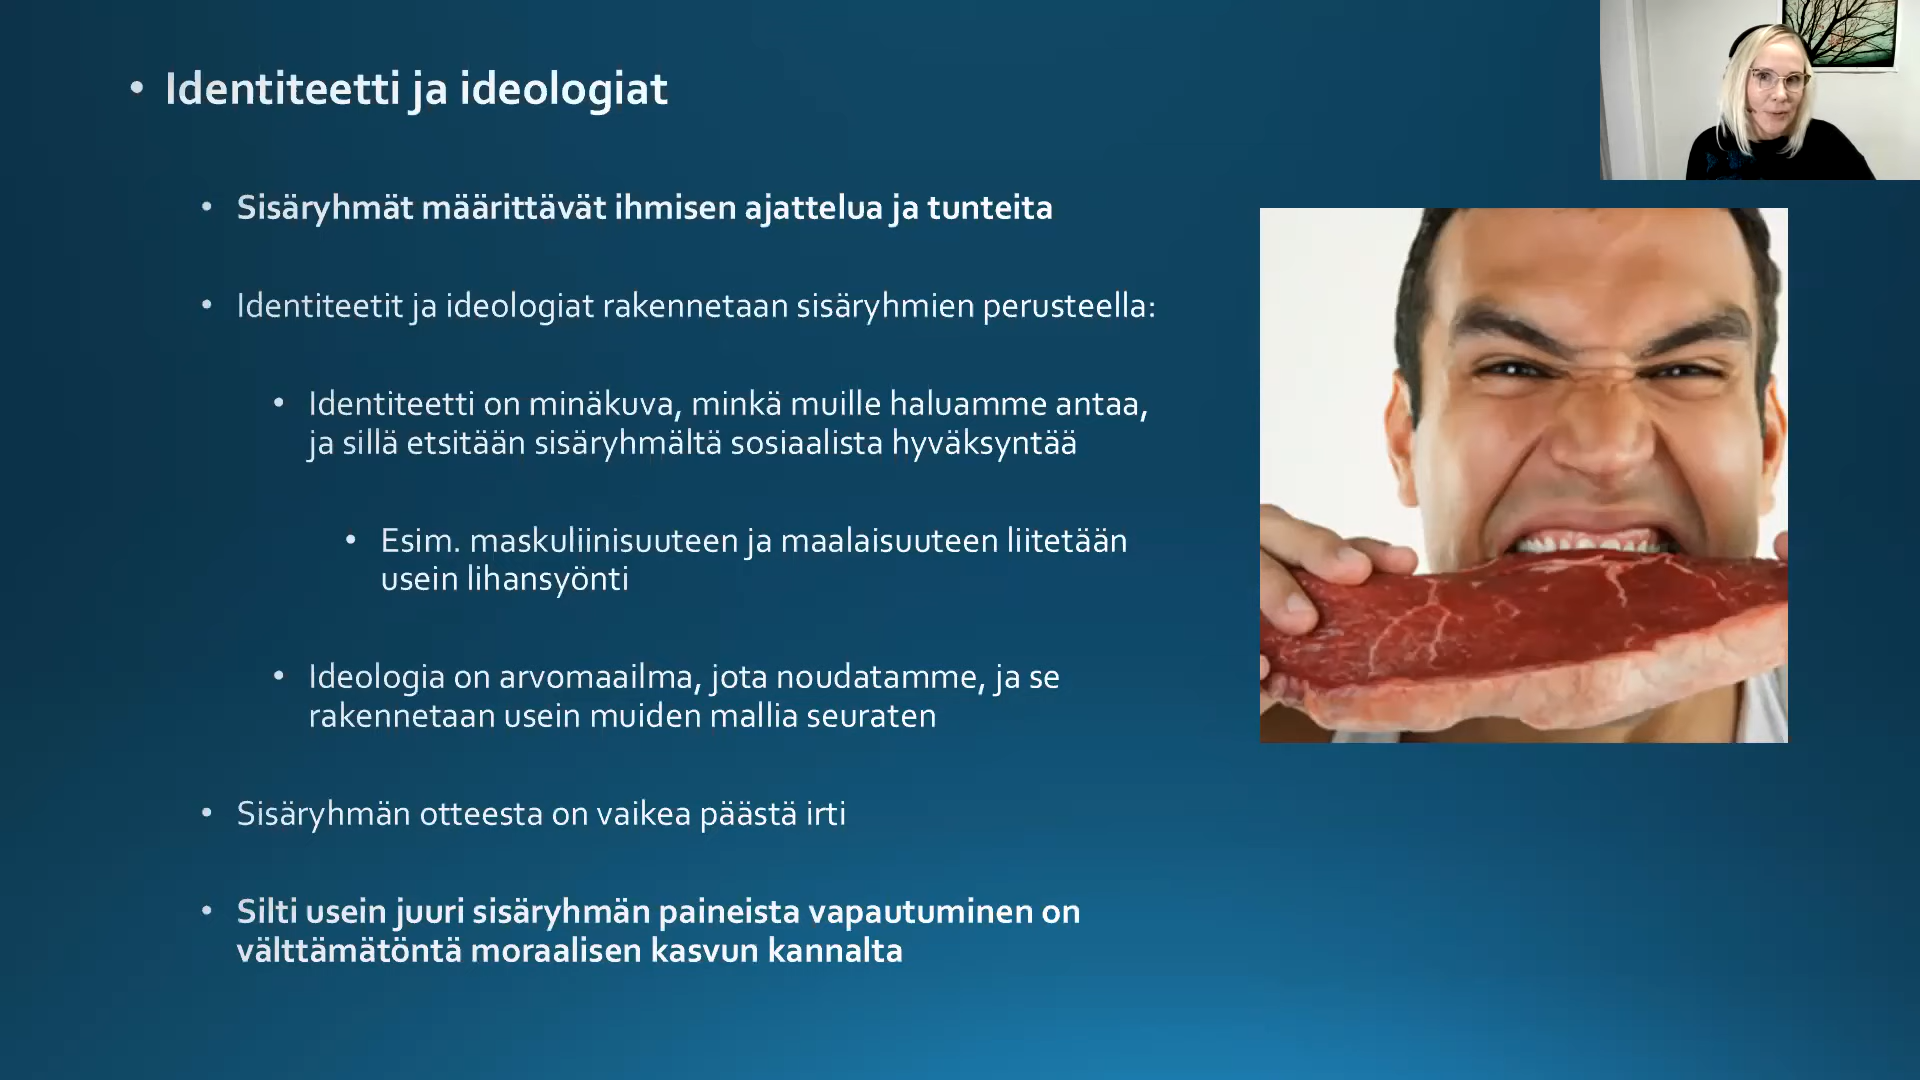 • Identiteetti ja ideologiat
• Sisäryhmät määrittävät ihmisen ajattelua ja tunteita
• Identiteetit ja ideologiat rakennetaan sisäryhmien perusteella:
• Identiteetti on minäkuva, minkä muille haluamme antaa,
ja sillä etsitään sisäryhmältä sosiaalista hyväksyntää
• Esim. maskuliinisuuteen ja maalaisuuteen liitetään
usein lihansyönti
• Ideologia on arvomaailma, jota noudatamme, ja se
rakennetaan usein muiden mallia seuraten
• Sisäryhmän otteesta on vaikea päästä irti
• Silti usein juuri sisäryhmän paineista vapautuminen on
välttämätöntä moraalisen kasvun kannalta